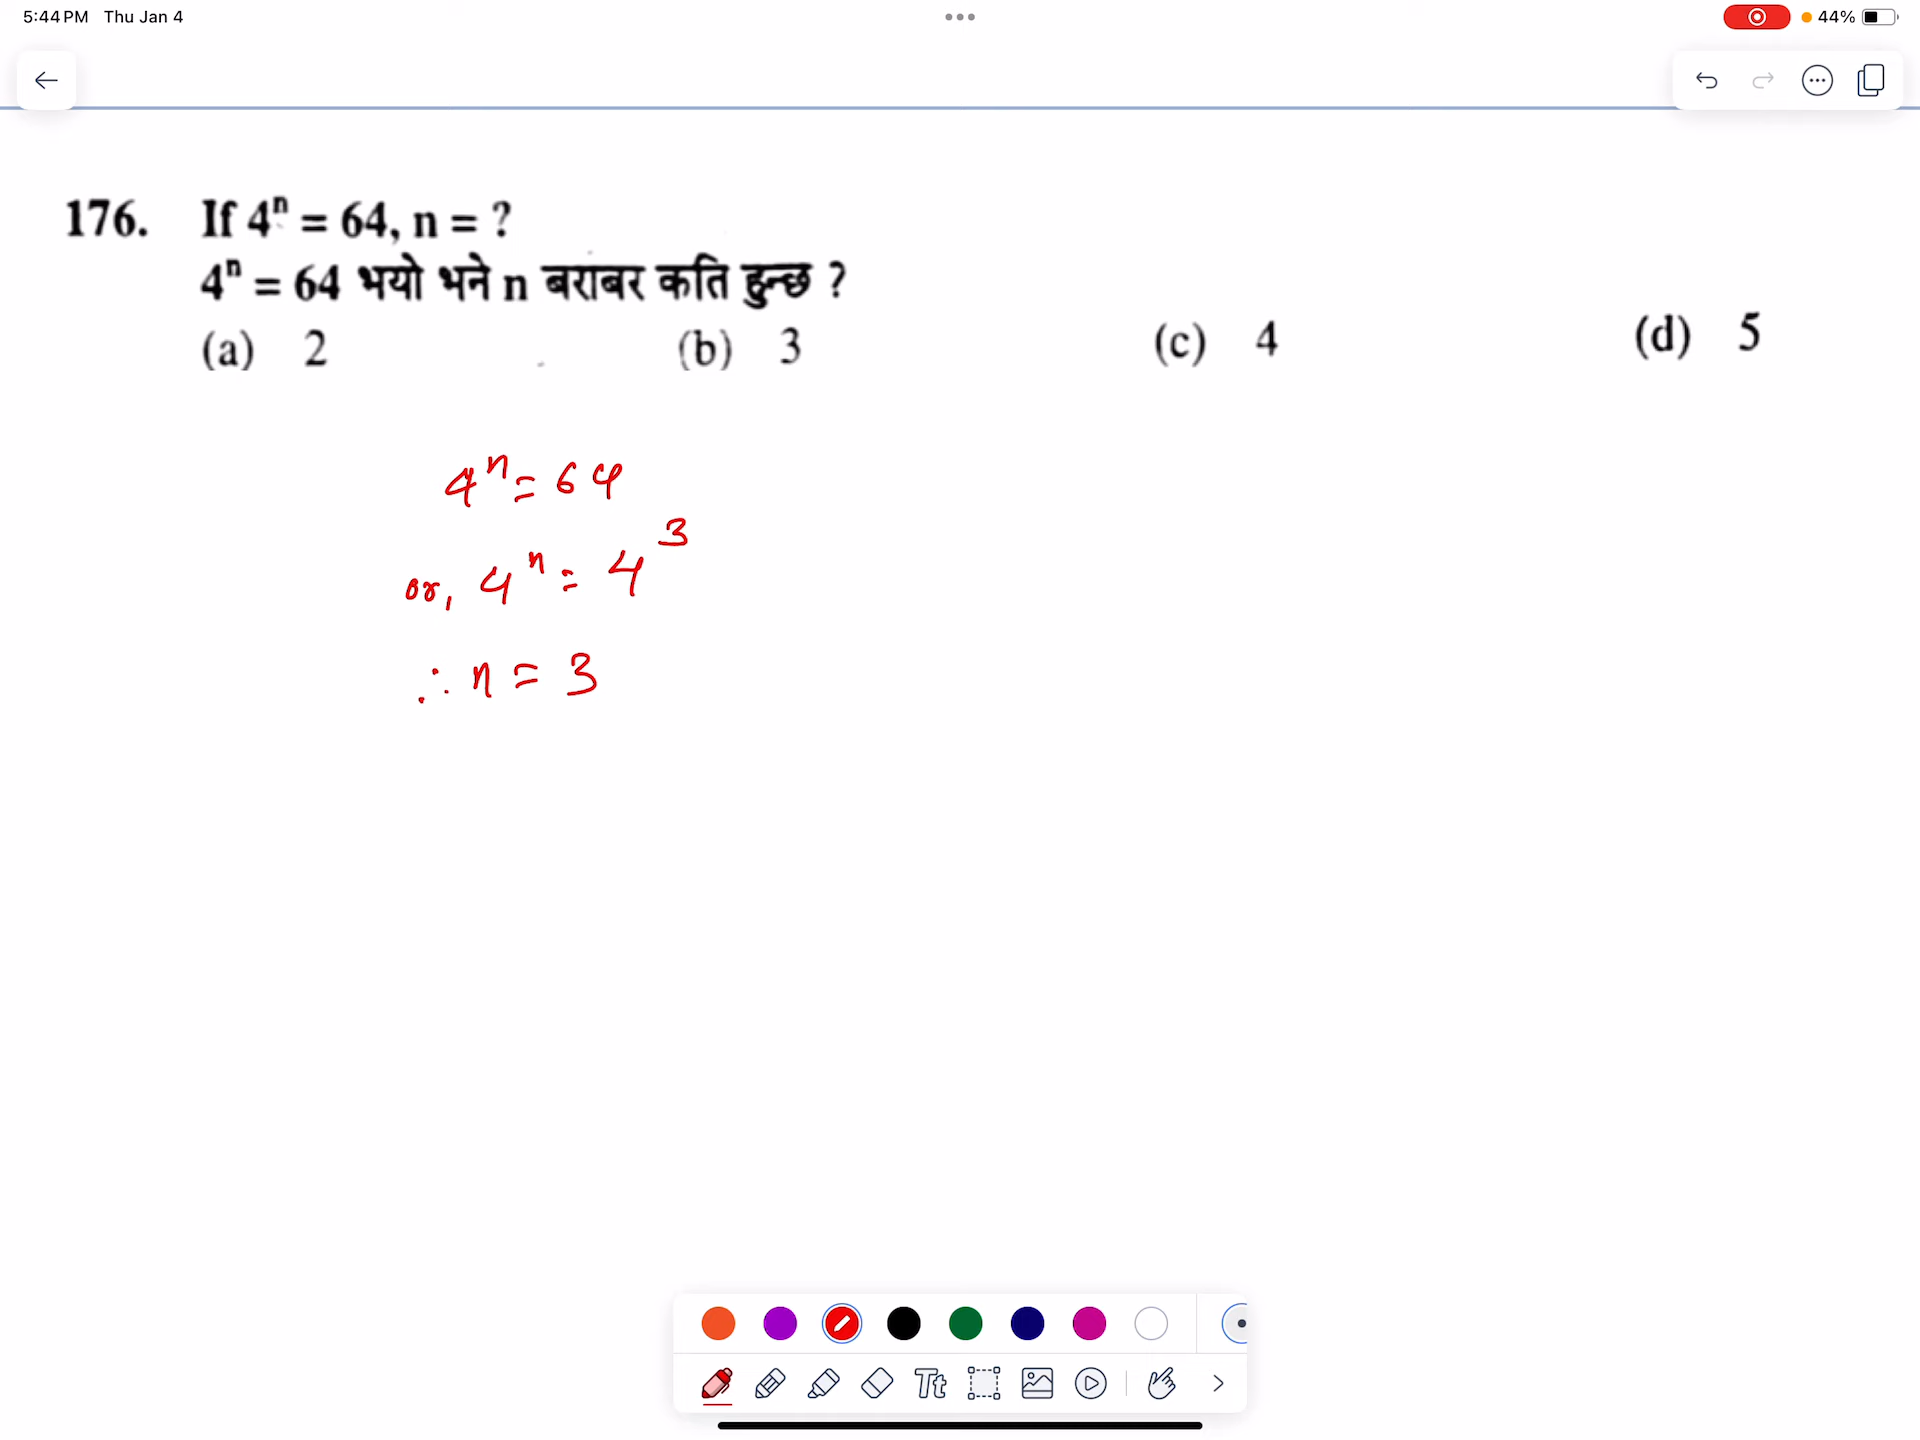 5:44 PM Thu Jan 4
44%
176. If 4ⁿ = 64, n = ?
4ⁿ = 64 भयो भने n बराबर कति हुन्छ ?
(a) 2 (b) 3 (c) 4 (d) 5
4ⁿ = 64
or, 4ⁿ = 4³
∴ n = 3
Tt